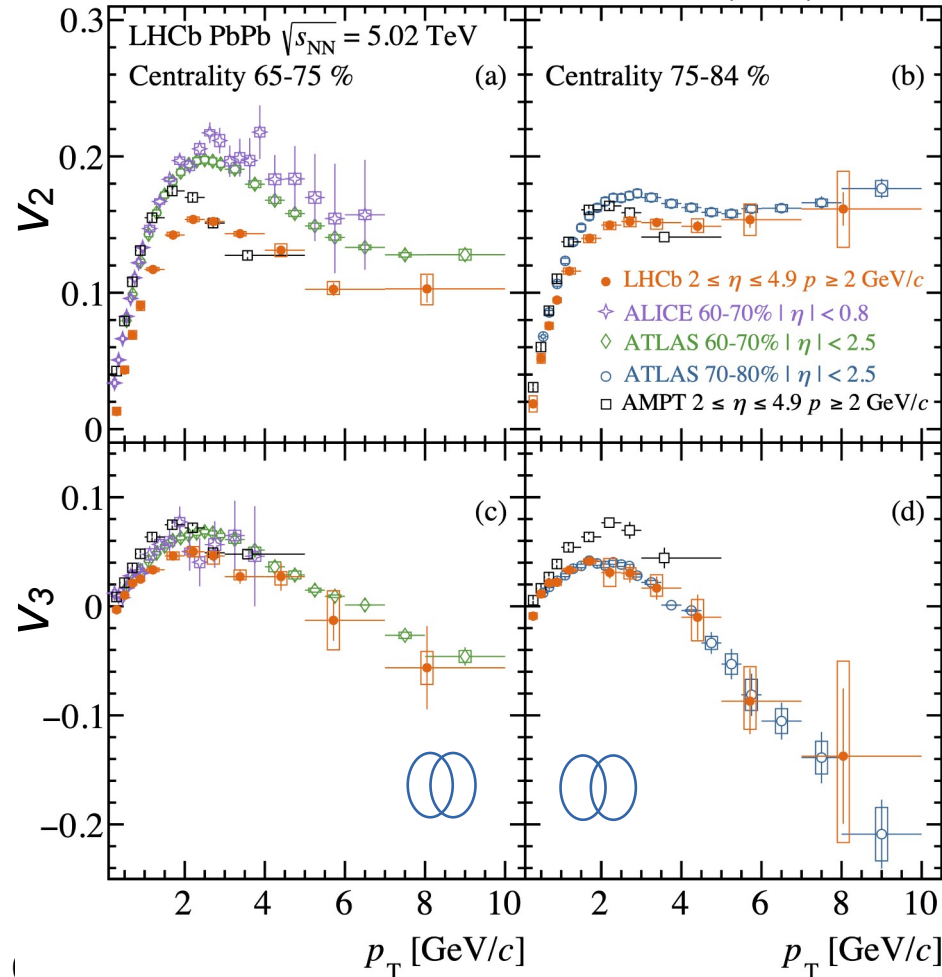 0.3
LHCb PbPb √s_NN = 5.02 TeV
Centrality 65-75 %
(a)
Centrality 75-84 %
(b)
0.2
v2
0.1
LHCb 2 ≤ η ≤ 4.9 p ≥ 2 GeV/c
ALICE 60-70% | η | < 0.8
ATLAS 60-70% | η | < 2.5
ATLAS 70-80% | η | < 2.5
AMPT 2 ≤ η ≤ 4.9 p ≥ 2 GeV/c
0
0.1
(c)
(d)
v3
0
−0.1
−0.2
2 4 6 8 10
2 4 6 8 10
p_T [GeV/c]
p_T [GeV/c]